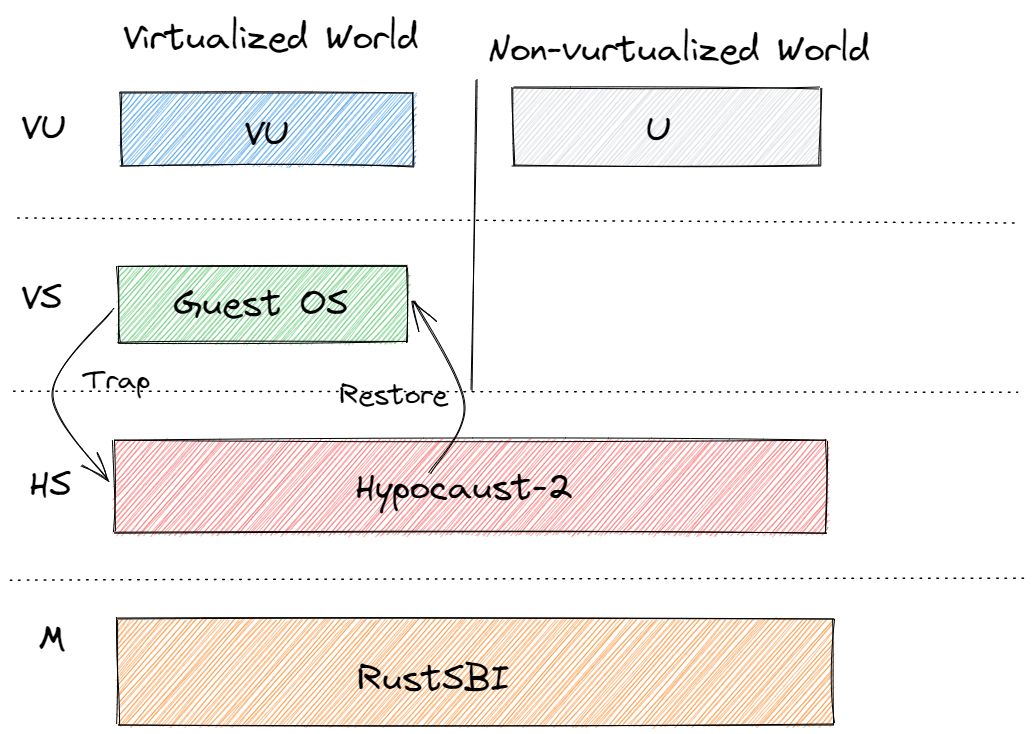 Virtualized World
Non-vurtualized World
VU
VU
U
VS
Guest OS
Trap
Restore
HS
Hypocaust-2
M
RustSBI